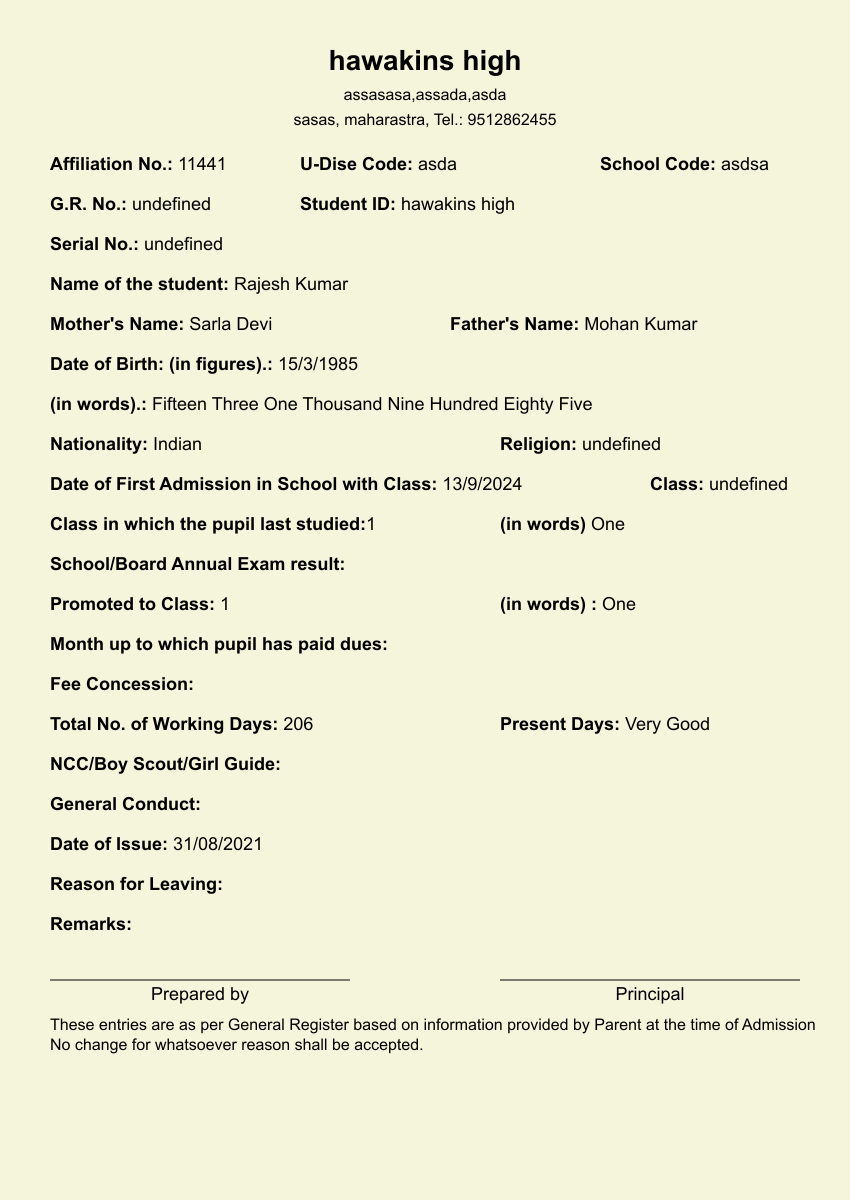 hawakins high
assasasa,assada,asda
sasas, maharastra, Tel.: 9512862455
Affiliation No.: 11441 U-Dise Code: asda School Code: asdsa
G.R. No.: undefined Student ID: hawakins high
Serial No.: undefined
Name of the student: Rajesh Kumar
Mother's Name: Sarla Devi Father's Name: Mohan Kumar
Date of Birth: (in figures).: 15/3/1985
(in words).: Fifteen Three One Thousand Nine Hundred Eighty Five
Nationality: Indian Religion: undefined
Date of First Admission in School with Class: 13/9/2024 Class: undefined
Class in which the pupil last studied:1 (in words) One
School/Board Annual Exam result:
Promoted to Class: 1 (in words) : One
Month up to which pupil has paid dues:
Fee Concession:
Total No. of Working Days: 206 Present Days: Very Good
NCC/Boy Scout/Girl Guide:
General Conduct:
Date of Issue: 31/08/2021
Reason for Leaving:
Remarks:
Prepared by Principal
These entries are as per General Register based on information provided by Parent at the time of Admission
No change for whatsoever reason shall be accepted.